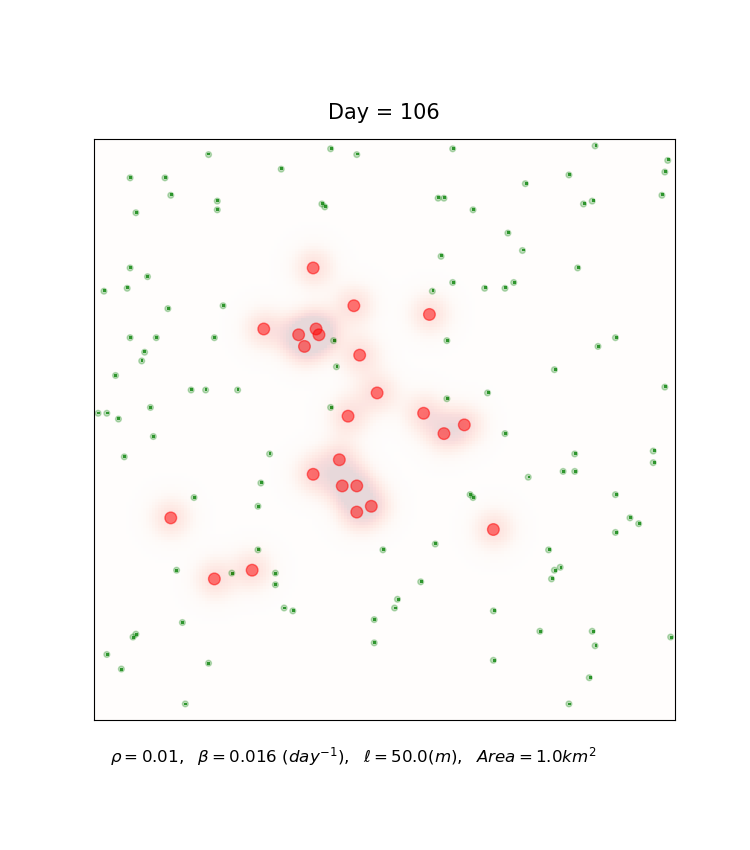 Day = 106
ρ = 0.01, β = 0.016 (day⁻¹), ℓ = 50.0(m), Area = 1.0km²